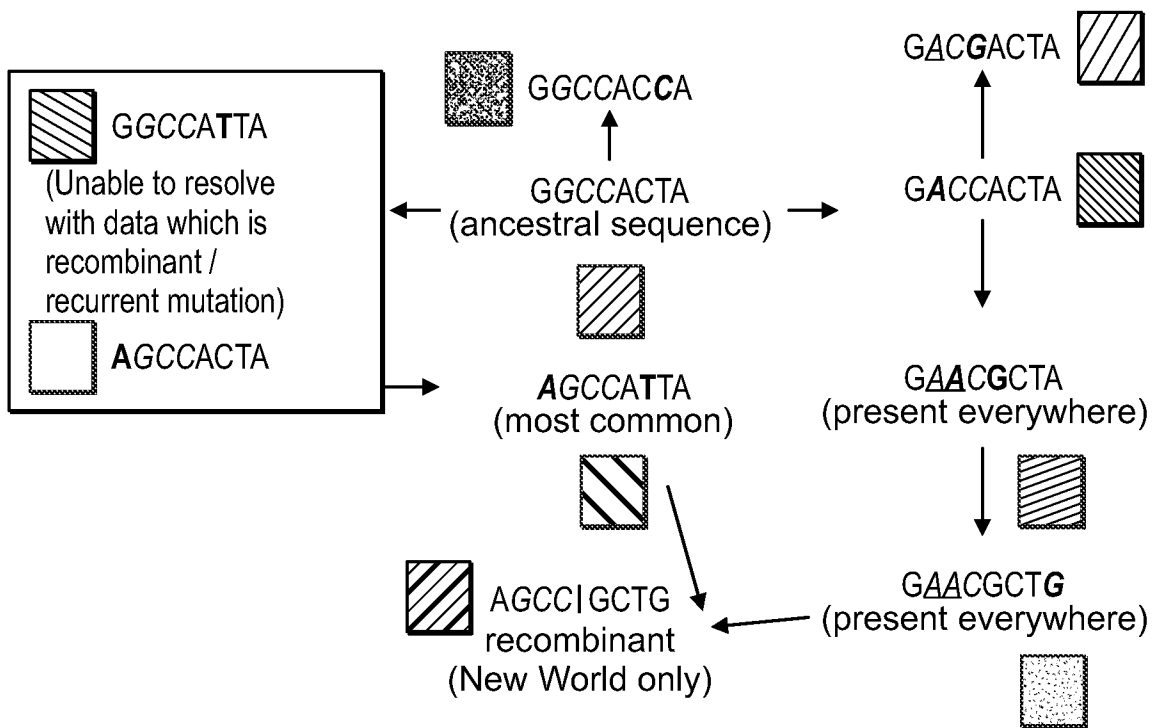 GGCCATTA
(Unable to resolve
with data which is
recombinant /
recurrent mutation)
AGCCACTA
GGCCACCA
GGCCACTA
(ancestral sequence)
AGCCATTA
(most common)
AGCC|GCTG
recombinant
(New World only)
GACGACTA
GACCACTA
GAACGCTA
(present everywhere)
GAACGCTG
(present everywhere)